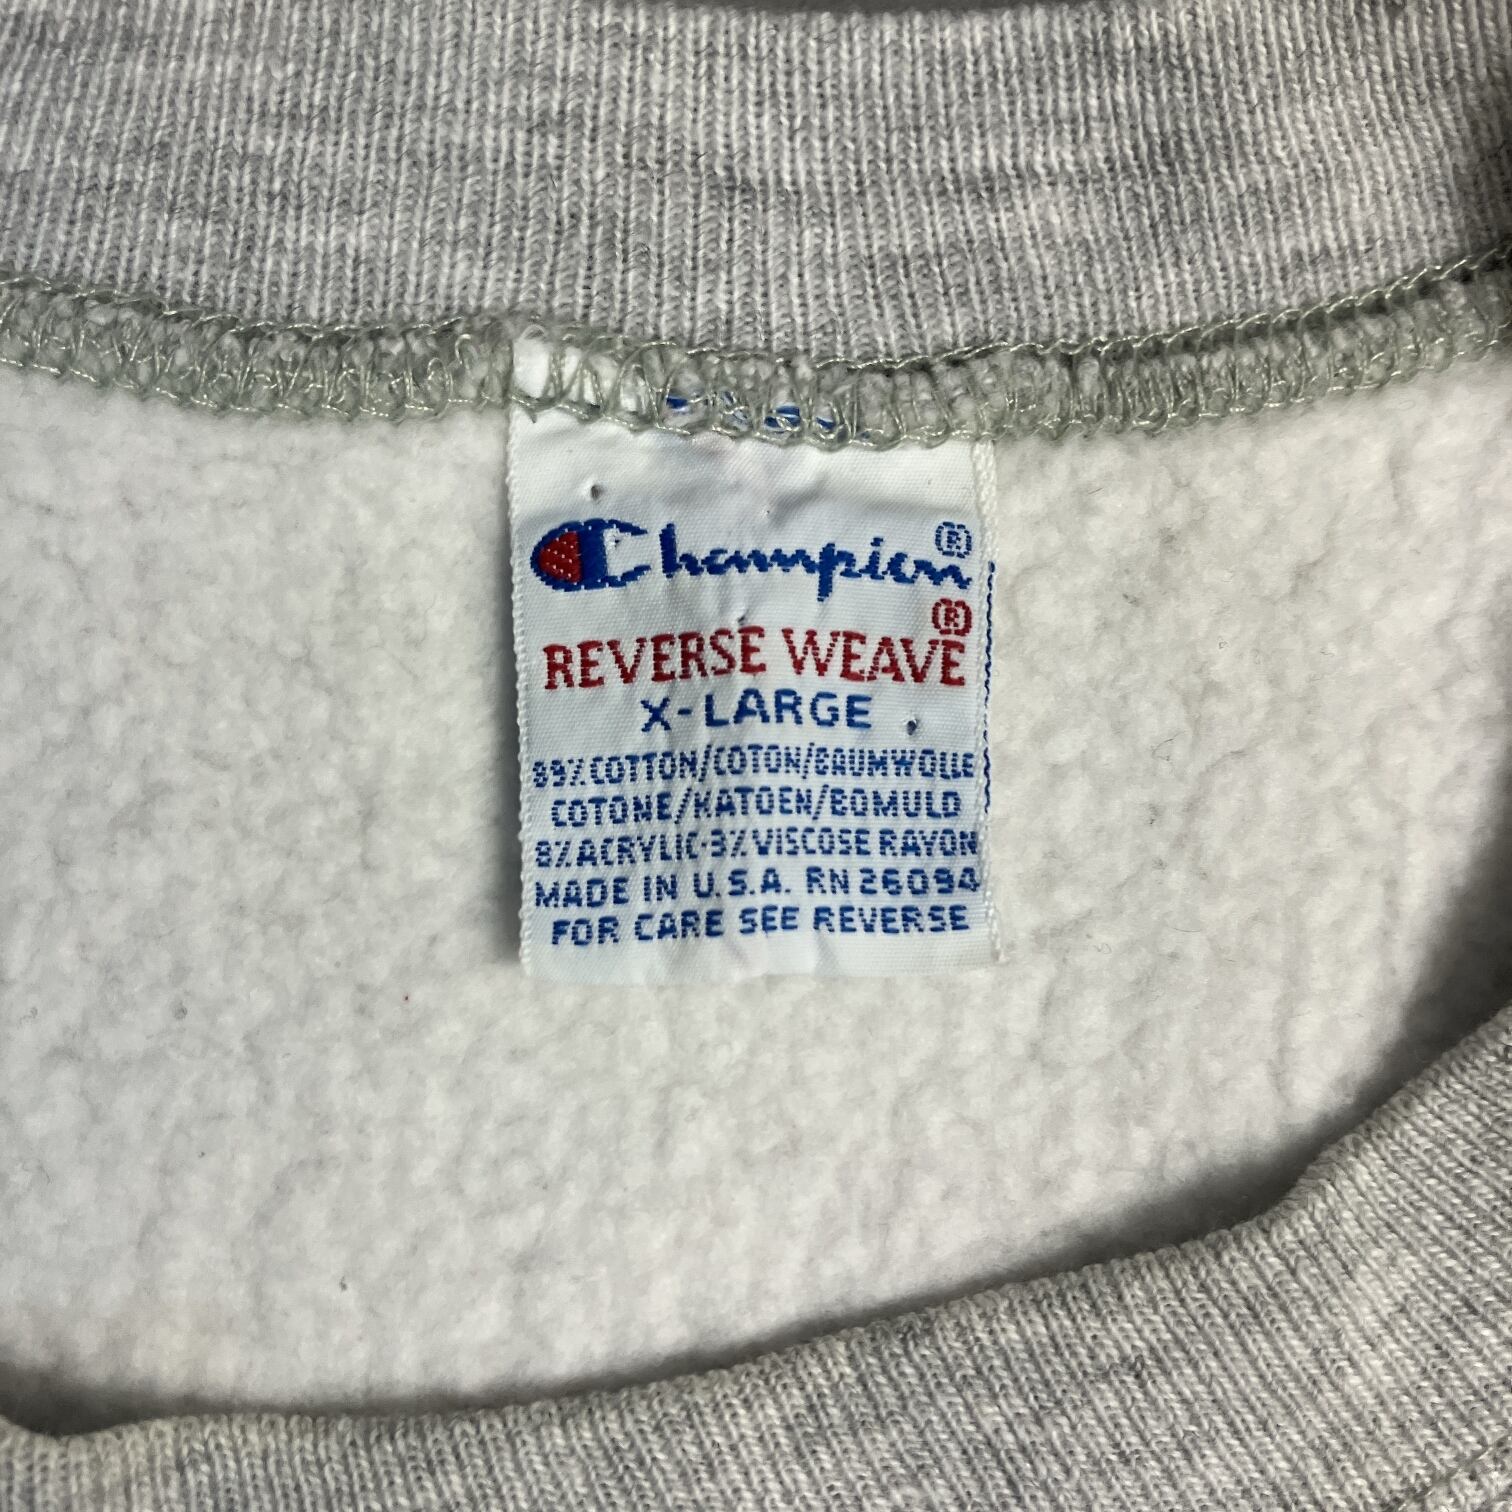 Champion®
REVERSE WEAVE®
X-LARGE
89% COTTON/COTON/BAUMWOLLE
COTONE/KATOEN/BOMULD
8% ACRYLIC-3% VISCOSE RAYON
MADE IN U.S.A. RN 26094
FOR CARE SEE REVERSE